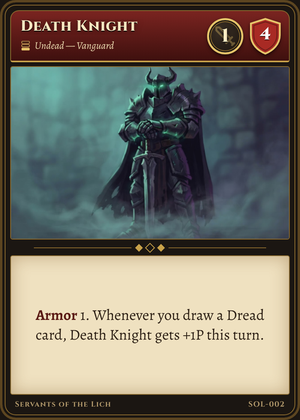 Death Knight
1
4
Undead — Vanguard
Armor 1. Whenever you draw a Dread
card, Death Knight gets +1P this turn.
Servants of the Lich
SOL-002